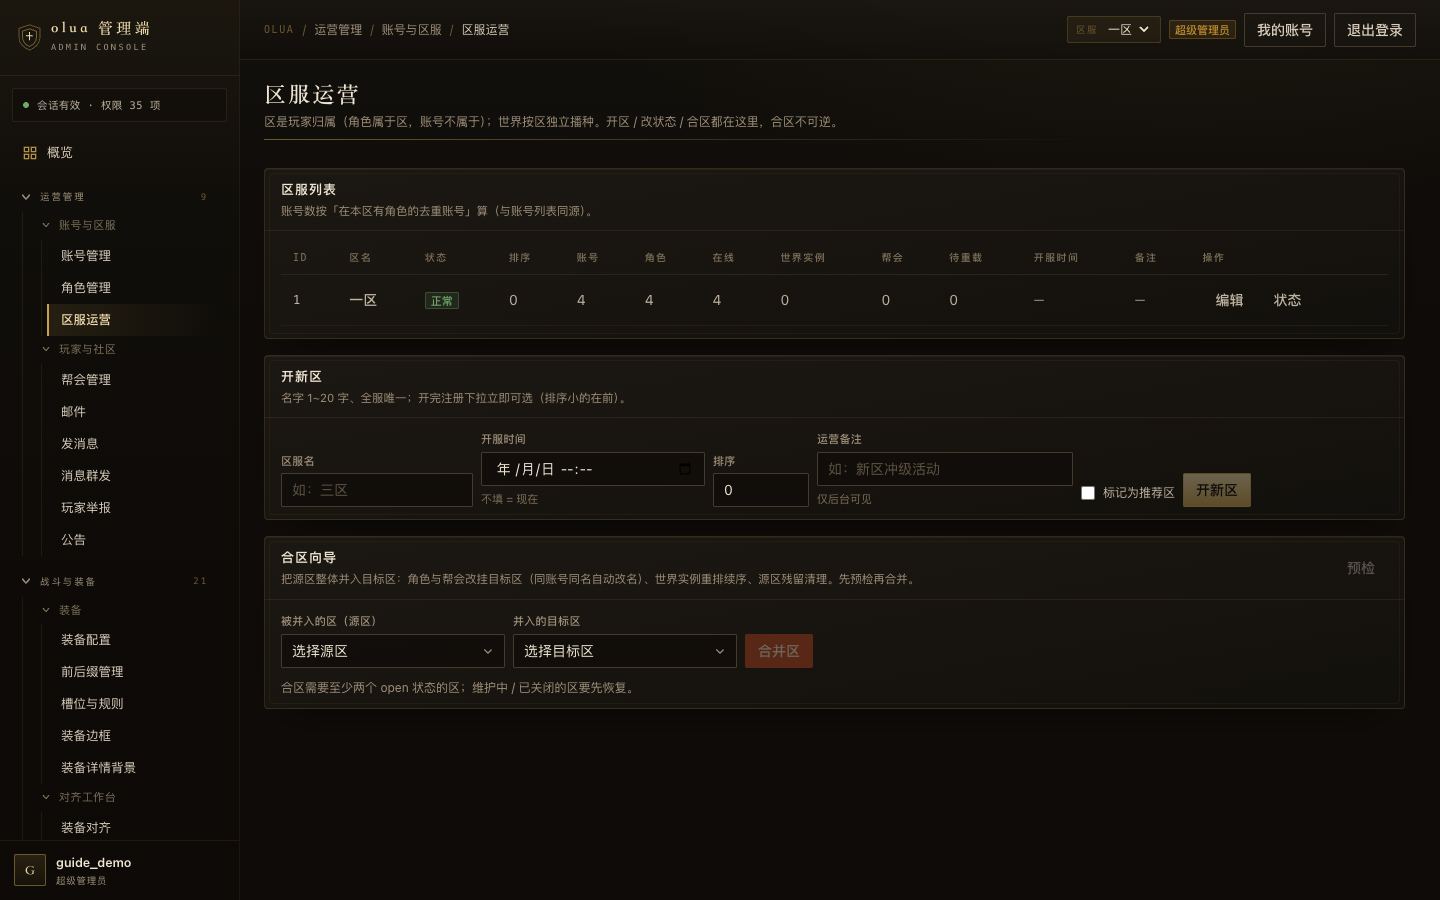 olua 管理端
ADMIN CONSOLE
会话有效 · 权限 35 项
概览
运营管理 9
账号与区服
账号管理
角色管理
区服运营
玩家与社区
帮会管理
邮件
发消息
消息群发
玩家举报
公告
战斗与装备 21
装备
装备配置
前后缀管理
槽位与规则
装备边框
装备详情背景
对齐工作台
装备对齐
G guide_demo
超级管理员
OLUA / 运营管理 / 账号与区服 / 区服运营
区服 一区 超级管理员 我的账号 退出登录
区服运营
区是玩家归属（角色属于区，账号不属于）；世界按区独立播种。开区 / 改状态 / 合区都在这里，合区不可逆。
区服列表
账号数按「在本区有角色的去重账号」算（与账号列表同源）。
ID 区名 状态 排序 账号 角色 在线 世界实例 帮会 待重载 开服时间 备注 操作
1 一区 正常 0 4 4 4 0 0 0 — — 编辑 状态
开新区
名字 1~20 字、全服唯一；开完注册下拉立即可选（排序小的在前）。
区服名 开服时间 排序 运营备注
如：三区 年 /月/日 --:-- 0 如：新区冲级活动 标记为推荐区 开新区
不填 = 现在 仅后台可见
合区向导
把源区整体并入目标区：角色与帮会改挂目标区（同账号同名自动改名）、世界实例重排续序、源区残留清理。先预检再合并。
预检
被并入的区（源区） 并入的目标区
选择源区 选择目标区 合并区
合区需要至少两个 open 状态的区；维护中 / 已关闭的区要先恢复。